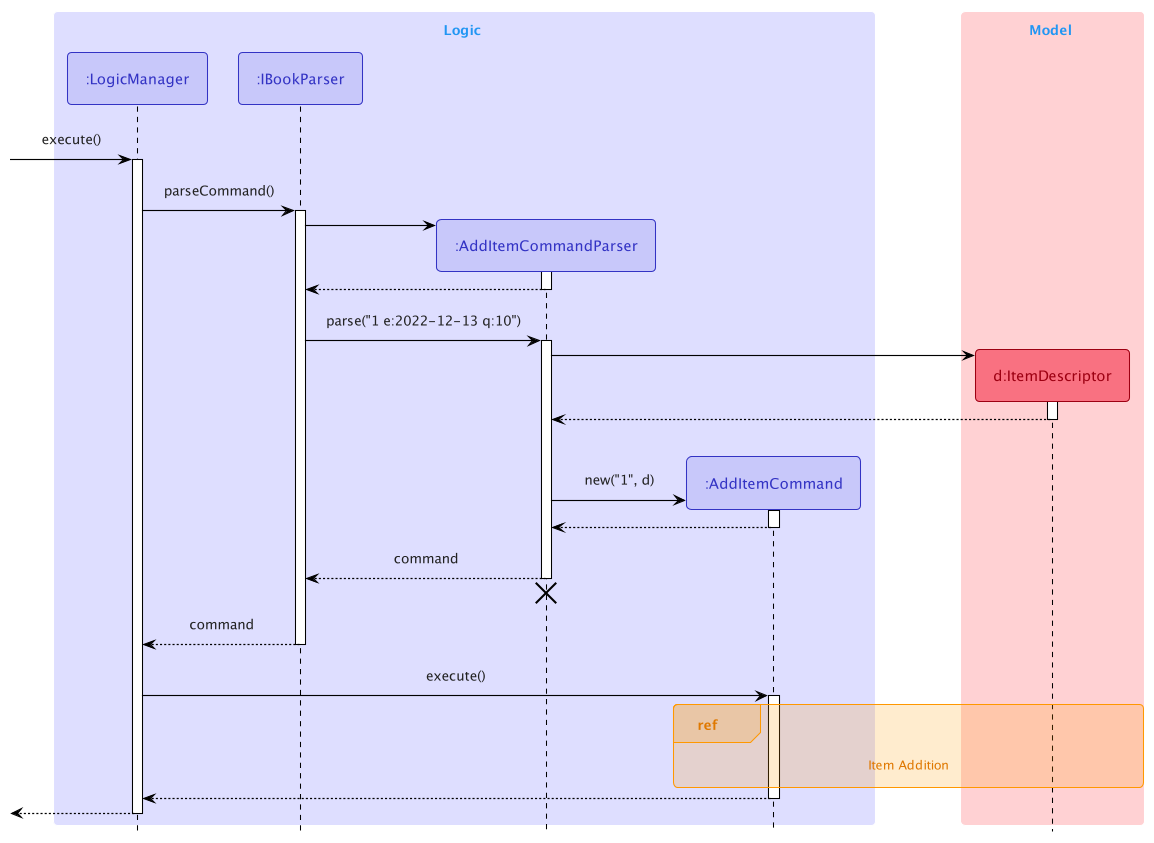 Logic
Model
:LogicManager
:IBookParser
execute()
parseCommand()
:AddItemCommandParser
parse("1 e:2022-12-13 q:10")
d:ItemDescriptor
new("1", d)
:AddItemCommand
command
command
execute()
ref
Item Addition